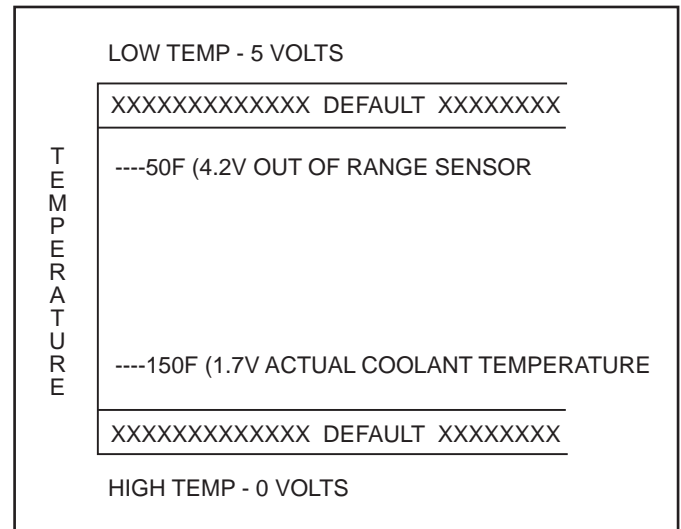 LOW TEMP - 5 VOLTS
XXXXXXXXXXXXX DEFAULT XXXXXXXX
TEMPERATURE
----50F (4.2V OUT OF RANGE SENSOR
----150F (1.7V ACTUAL COOLANT TEMPERATURE
XXXXXXXXXXXXX DEFAULT XXXXXXXX
HIGH TEMP - 0 VOLTS